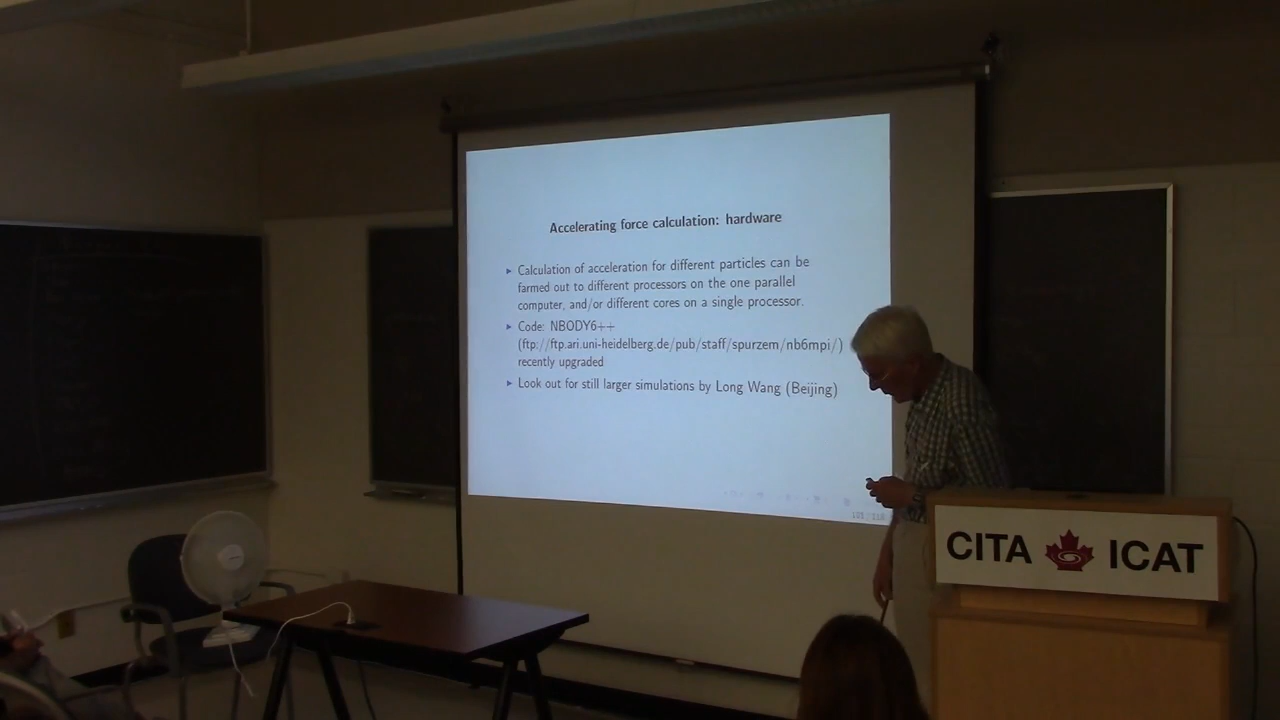 Accelerating force calculation: hardware
Calculation of acceleration for different particles can be
farmed out to different processors on the one parallel
computer, and/or different cores on a single processor.
Code: NBODY6++
(ftp://ftp.ari.uni-heidelberg.de/pub/staff/spurzem/nb6mpi/)
recently upgraded
Look out for still larger simulations by Long Wang (Beijing)
CITA ICAT